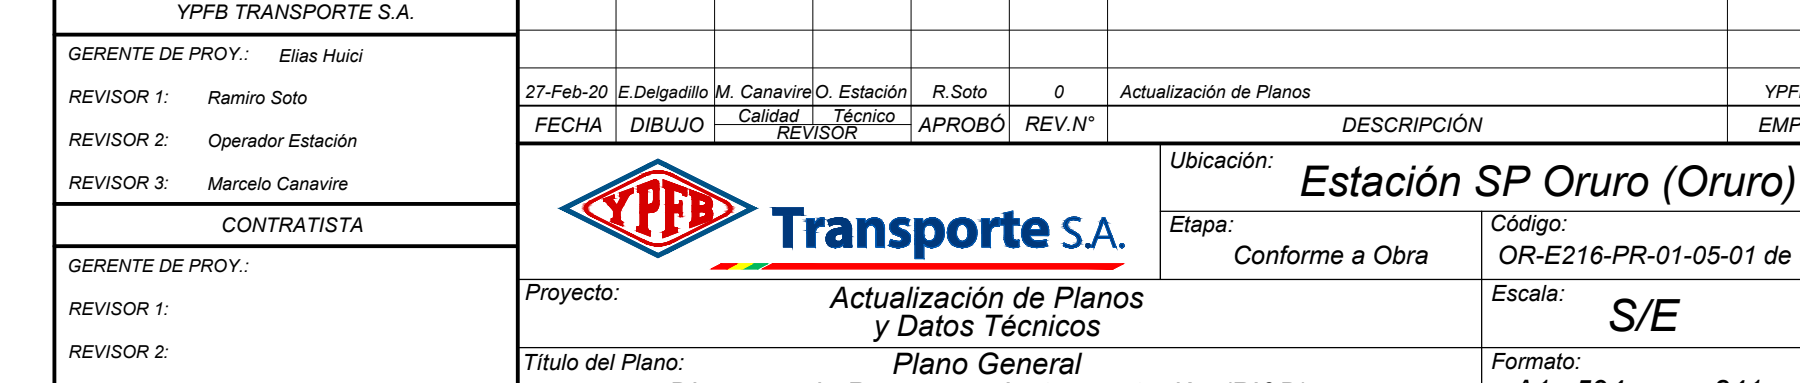 YPFB TRANSPORTE S.A.
GERENTE DE PROY.: Elias Huici
REVISOR 1: Ramiro Soto
REVISOR 2: Operador Estación
REVISOR 3: Marcelo Canavire
CONTRATISTA
GERENTE DE PROY.:
REVISOR 1:
REVISOR 2:
27-Feb-20 E.Delgadillo M. Canavire O. Estación R.Soto 0 Actualización de Planos
FECHA DIBUJO Calidad Técnico REVISOR APROBÓ REV.N° DESCRIPCIÓN
YPFB Transporte S.A.
Ubicación: Estación SP Oruro (Oruro)
Etapa: Conforme a Obra
Código: OR-E216-PR-01-05-01 de
Proyecto: Actualización de Planos
y Datos Técnicos
Escala: S/E
Título del Plano: Plano General
Formato: